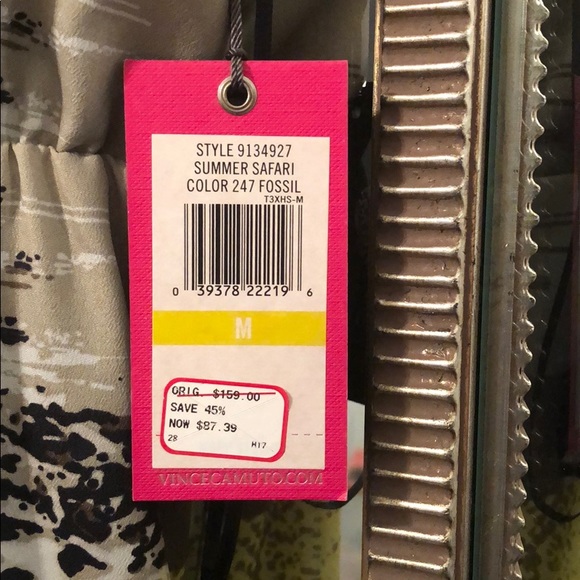 STYLE 9134927
SUMMER SAFARI
COLOR 247 FOSSIL
T3XHS-M
0 39378 22219 6
M
ORIG. $159.00
SAVE 45%
NOW $87.39
28 H17
VINCECAMUTO.COM